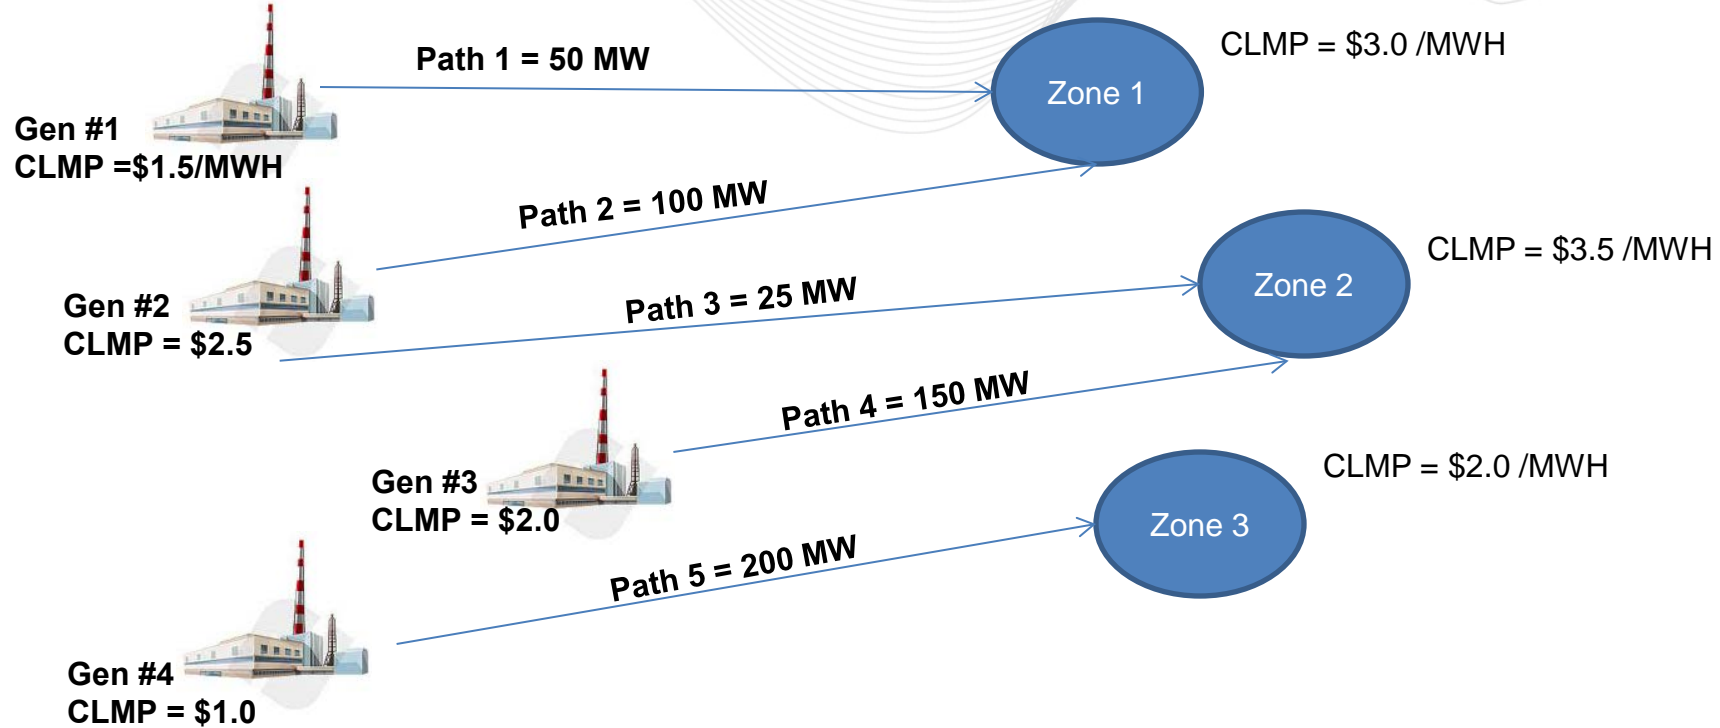 Path 1 = 50 MW
CLMP = $3.0 /MWH
Zone 1
Gen #1
CLMP =$1.5/MWH
Path 2 = 100 MW
CLMP = $3.5 /MWH
Zone 2
Gen #2
CLMP = $2.5
Path 3 = 25 MW
Path 4 = 150 MW
CLMP = $2.0 /MWH
Gen #3
CLMP = $2.0
Zone 3
Path 5 = 200 MW
Gen #4
CLMP = $1.0